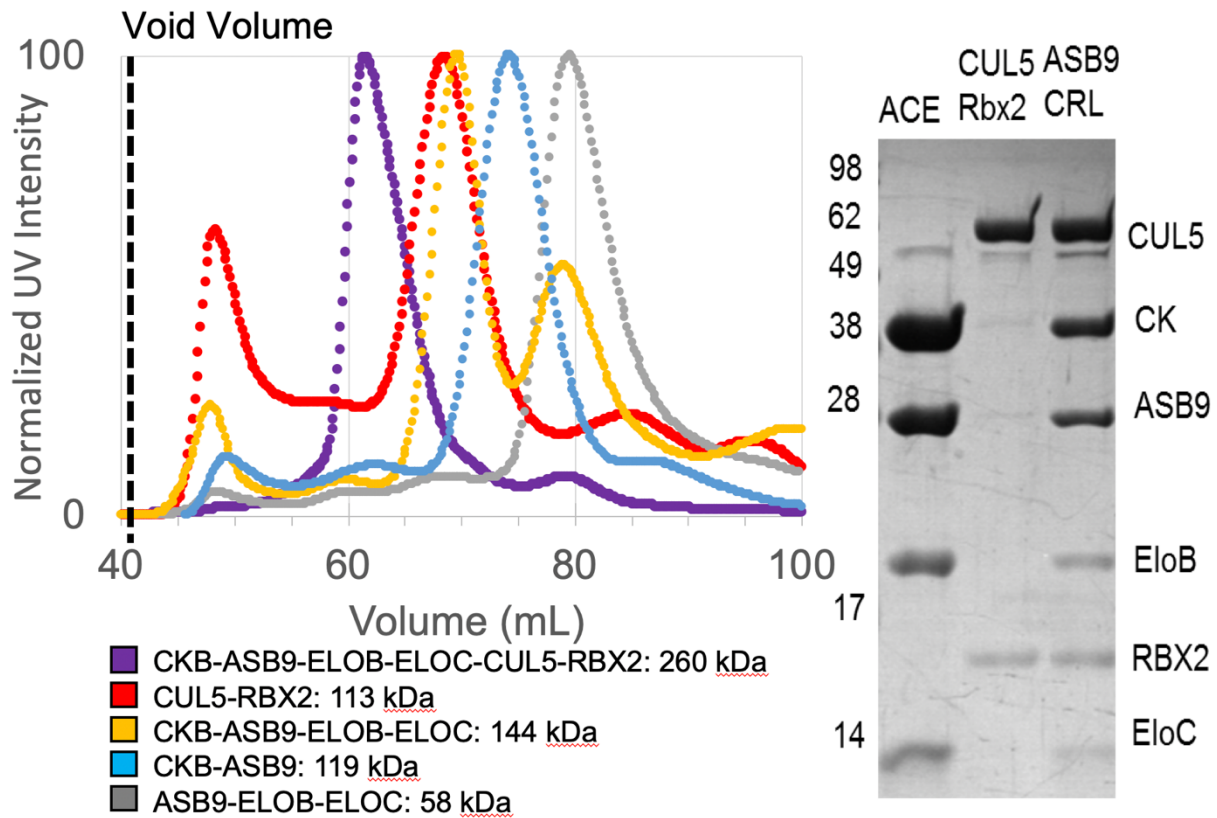 Void Volume
100
Normalized UV Intensity
0
40 60 80 100
Volume (mL)
CKB-ASB9-ELOB-ELOC-CUL5-RBX2: 260 kDa
CUL5-RBX2: 113 kDa
CKB-ASB9-ELOB-ELOC: 144 kDa
CKB-ASB9: 119 kDa
ASB9-ELOB-ELOC: 58 kDa
CUL5 ASB9
ACE Rbx2 CRL
98
62
CUL5
49
CK
38
28
ASB9
EloB
17
RBX2
14
EloC